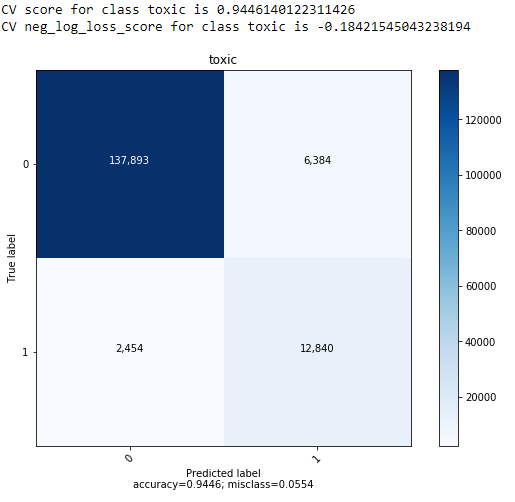 CV score for class toxic is 0.9446140122311426
CV neg_log_loss_score for class toxic is -0.18421545043238194
toxic
137,893
6,384
2,454
12,840
0
1
True label
0
1
Predicted label
accuracy=0.9446; misclass=0.0554
120000
100000
80000
60000
40000
20000